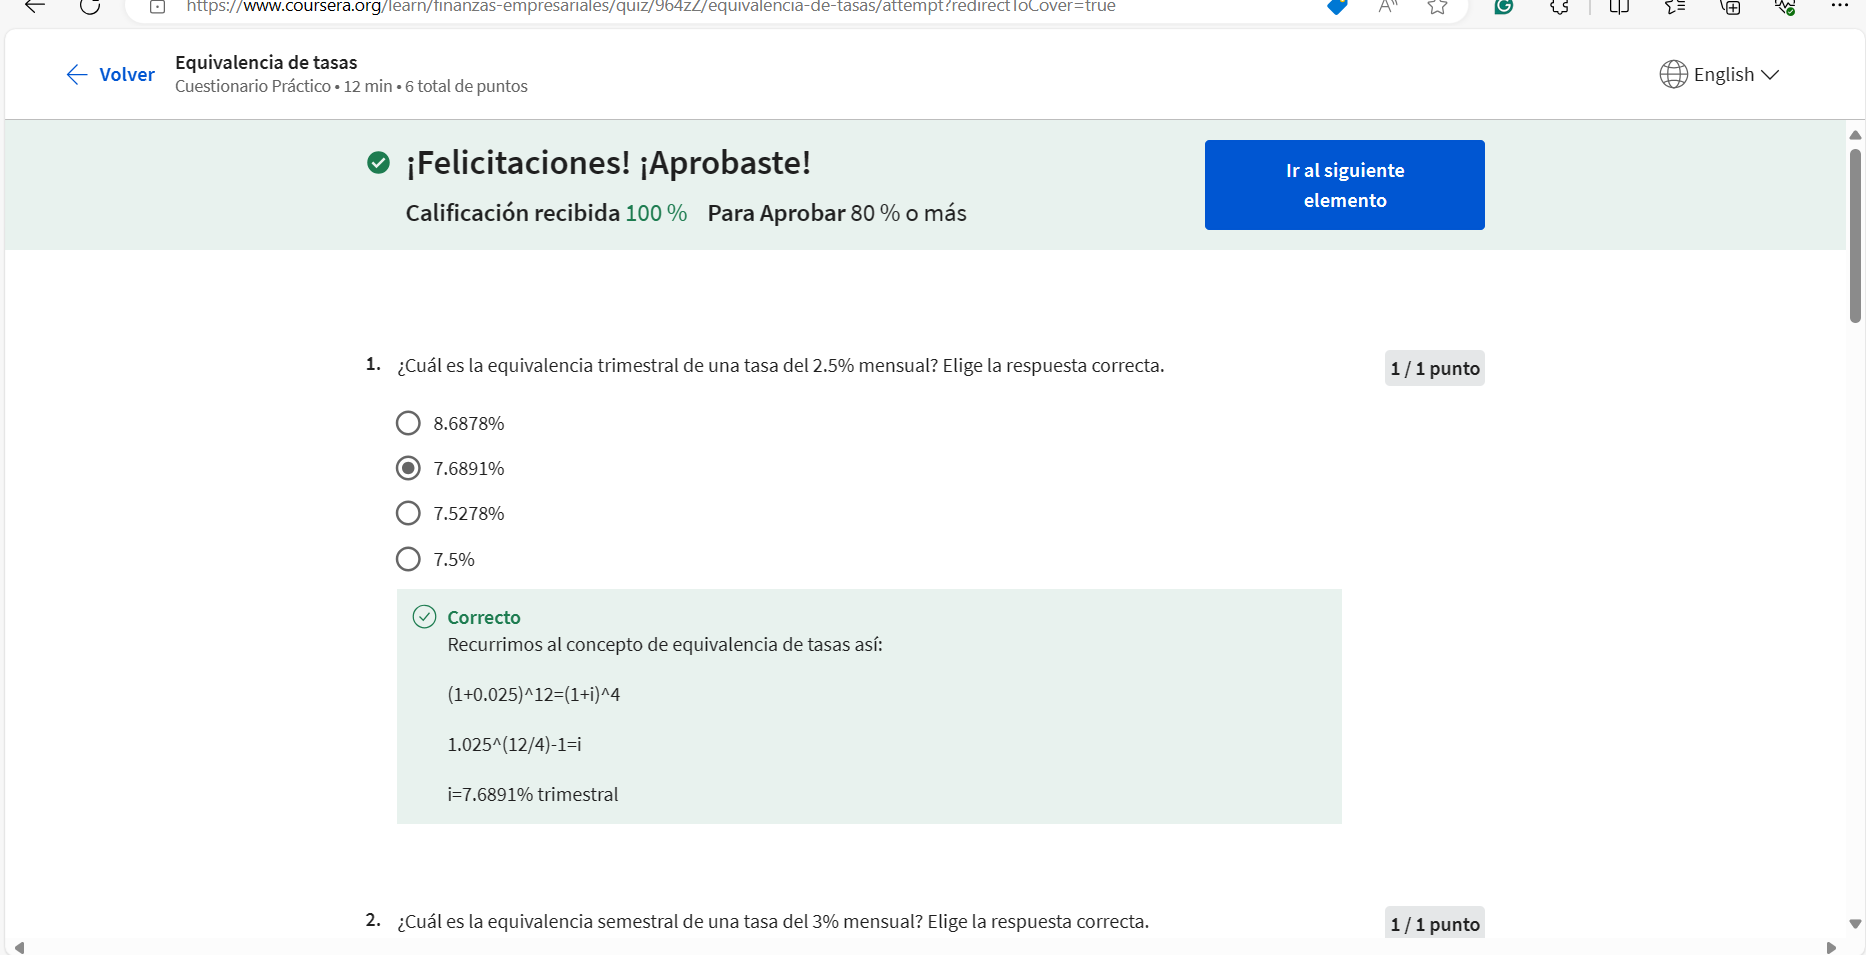 https://www.coursera.org/learn/finanzas-empresariales/quiz/964zZ/equivalencia-de-tasas/attempt?redirectToCover=true
Volver
Equivalencia de tasas
Cuestionario Práctico • 12 min • 6 total de puntos
English
¡Felicitaciones! ¡Aprobaste!
Calificación recibida 100 % Para Aprobar 80 % o más
Ir al siguiente
elemento
1. ¿Cuál es la equivalencia trimestral de una tasa del 2.5% mensual? Elige la respuesta correcta.
1 / 1 punto
8.6878%
7.6891%
7.5278%
7.5%
Correcto
Recurrimos al concepto de equivalencia de tasas así:
(1+0.025)^12=(1+i)^4
1.025^(12/4)-1=i
i=7.6891% trimestral
2. ¿Cuál es la equivalencia semestral de una tasa del 3% mensual? Elige la respuesta correcta.
1 / 1 punto